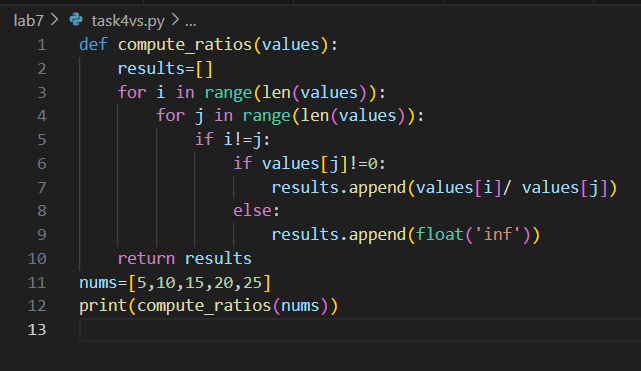 lab7 > task4vs.py > ...
1 def compute_ratios(values):
2     results=[]
3     for i in range(len(values)):
4         for j in range(len(values)):
5             if i!=j:
6                 if values[j]!=0:
7                     results.append(values[i]/ values[j])
8                 else:
9                     results.append(float('inf'))
10     return results
11 nums=[5,10,15,20,25]
12 print(compute_ratios(nums))
13